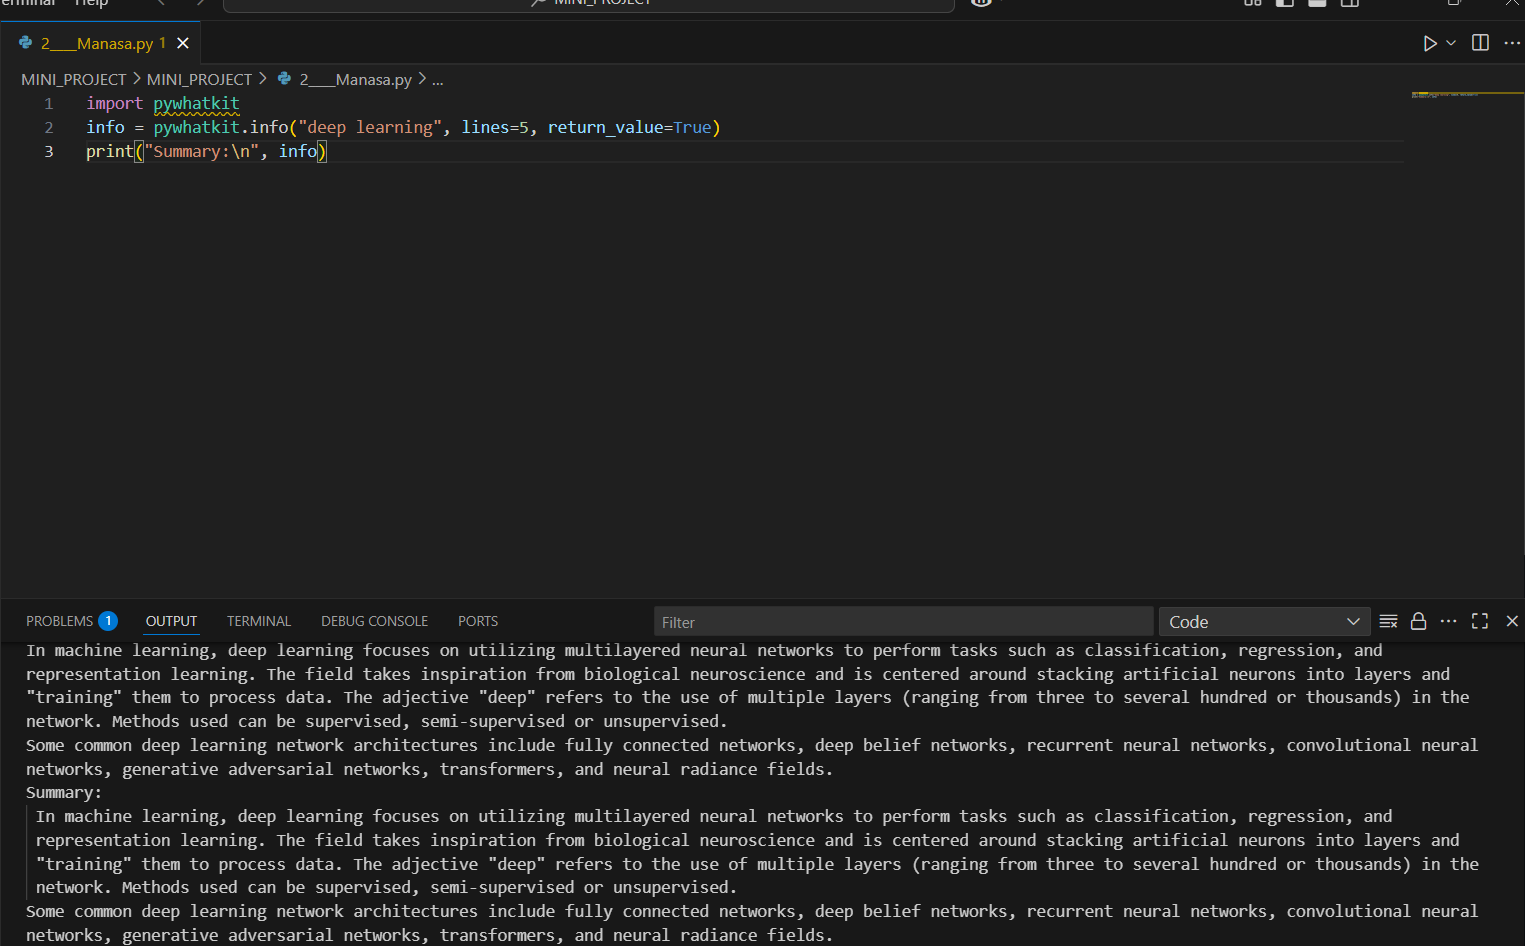 Help
MINI_PROJECT
2___Manasa.py 1
MINI_PROJECT > MINI_PROJECT > 2___Manasa.py > ...
1 import pywhatkit
2 info = pywhatkit.info("deep learning", lines=5, return_value=True)
3 print("Summary:\n", info)
PROBLEMS 1 OUTPUT TERMINAL DEBUG CONSOLE PORTS Filter Code
In machine learning, deep learning focuses on utilizing multilayered neural networks to perform tasks such as classification, regression, and
representation learning. The field takes inspiration from biological neuroscience and is centered around stacking artificial neurons into layers and
"training" them to process data. The adjective "deep" refers to the use of multiple layers (ranging from three to several hundred or thousands) in the
network. Methods used can be supervised, semi-supervised or unsupervised.
Some common deep learning network architectures include fully connected networks, deep belief networks, recurrent neural networks, convolutional neural
networks, generative adversarial networks, transformers, and neural radiance fields.
Summary:
In machine learning, deep learning focuses on utilizing multilayered neural networks to perform tasks such as classification, regression, and
representation learning. The field takes inspiration from biological neuroscience and is centered around stacking artificial neurons into layers and
"training" them to process data. The adjective "deep" refers to the use of multiple layers (ranging from three to several hundred or thousands) in the
network. Methods used can be supervised, semi-supervised or unsupervised.
Some common deep learning network architectures include fully connected networks, deep belief networks, recurrent neural networks, convolutional neural
networks, generative adversarial networks, transformers, and neural radiance fields.